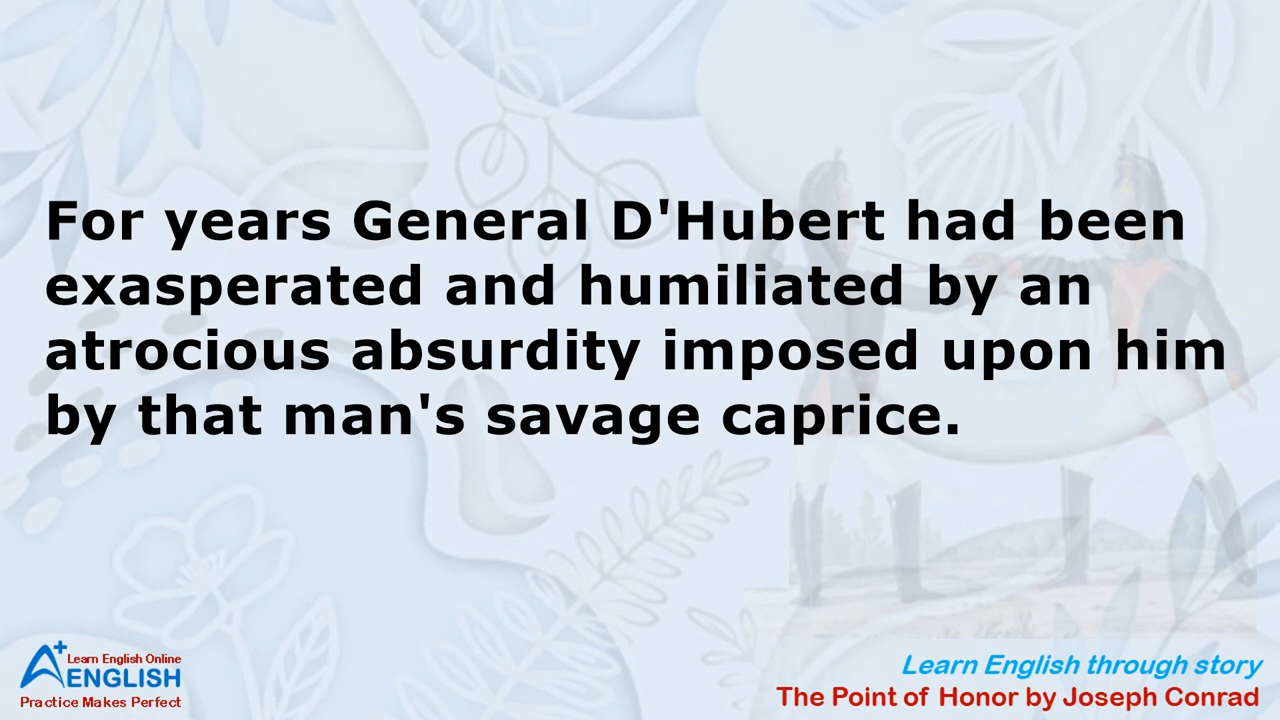 For years General D'Hubert had been
exasperated and humiliated by an
atrocious absurdity imposed upon him
by that man's savage caprice.
A+ Learn English Online
ENGLISH
Practice Makes Perfect
Learn English through story
The Point of Honor by Joseph Conrad